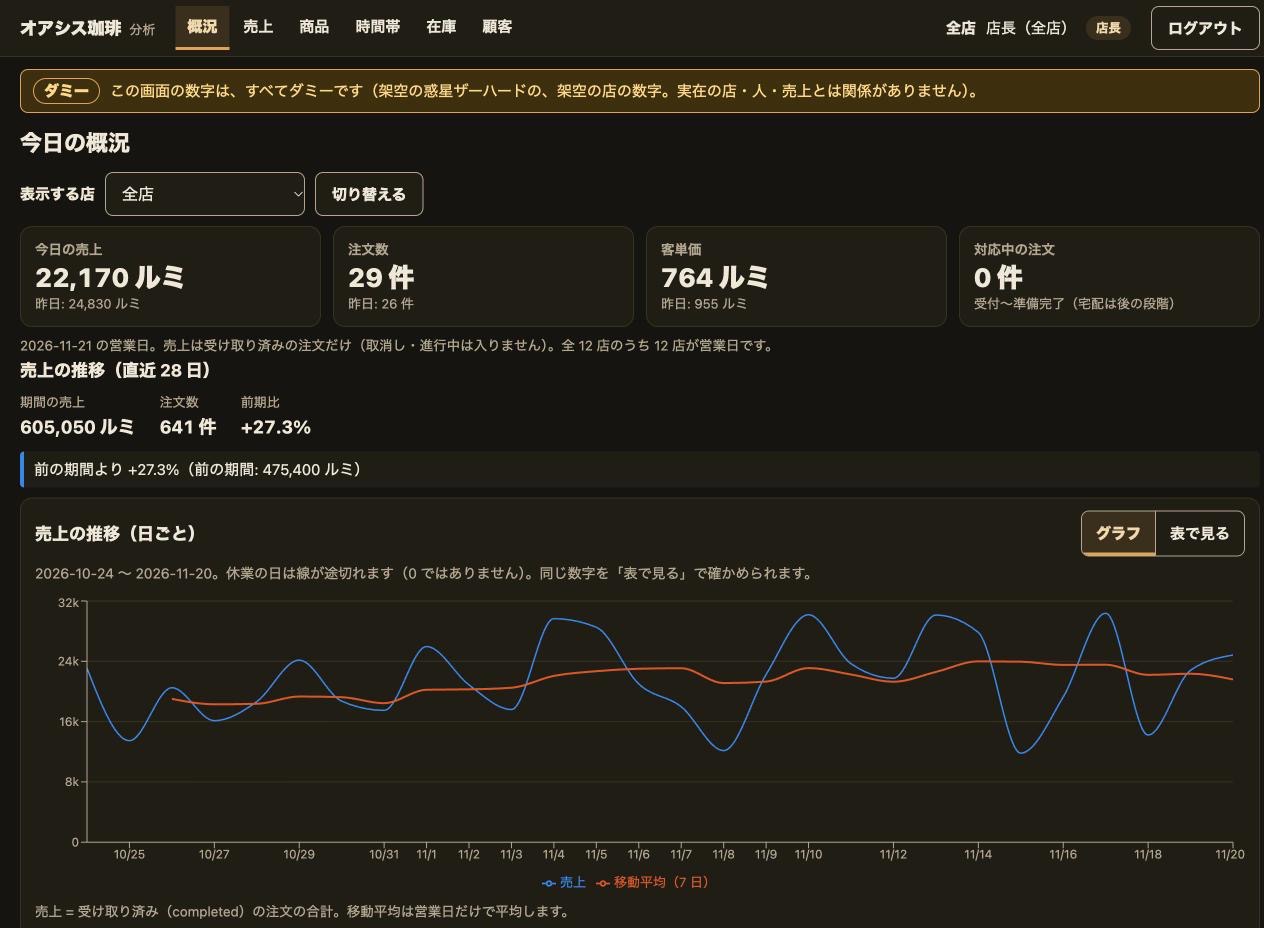 オアシス珈琲 分析 概況 売上 商品 時間帯 在庫 顧客 全店 店長（全店） 店長 ログアウト
ダミー この画面の数字は、すべてダミーです（架空の惑星ザーハードの、架空の店の数字。実在の店・人・売上とは関係がありません）。
今日の概況
表示する店 全店 切り替える
今日の売上
22,170 ルミ
昨日: 24,830 ルミ
注文数
29 件
昨日: 26 件
客単価
764 ルミ
昨日: 955 ルミ
対応中の注文
0 件
受付〜準備完了（宅配は後の段階）
2026-11-21 の営業日。売上は受け取り済みの注文だけ（取消し・進行中は入りません）。全 12 店のうち 12 店が営業日です。
売上の推移（直近 28 日）
期間の売上 注文数 前期比
605,050 ルミ 641 件 +27.3%
前の期間より +27.3%（前の期間: 475,400 ルミ）
売上の推移（日ごと） グラフ 表で見る
2026-10-24 〜 2026-11-20。休業の日は線が途切れます（0 ではありません）。同じ数字を「表で見る」で確かめられます。
32k
24k
16k
8k
0
10/25 10/27 10/29 10/31 11/1 11/2 11/3 11/4 11/5 11/6 11/7 11/8 11/9 11/10 11/12 11/14 11/16 11/18 11/20
売上 移動平均（7 日）
売上 = 受け取り済み（completed）の注文の合計。移動平均は営業日だけで平均します。